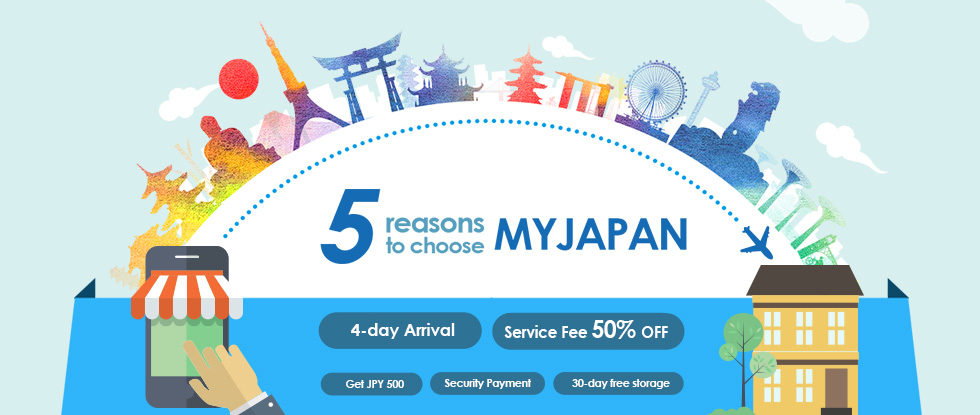 5 reasons to choose MYJAPAN
4-day Arrival
Service Fee 50% OFF
Get JPY 500
Security Payment
30-day free storage